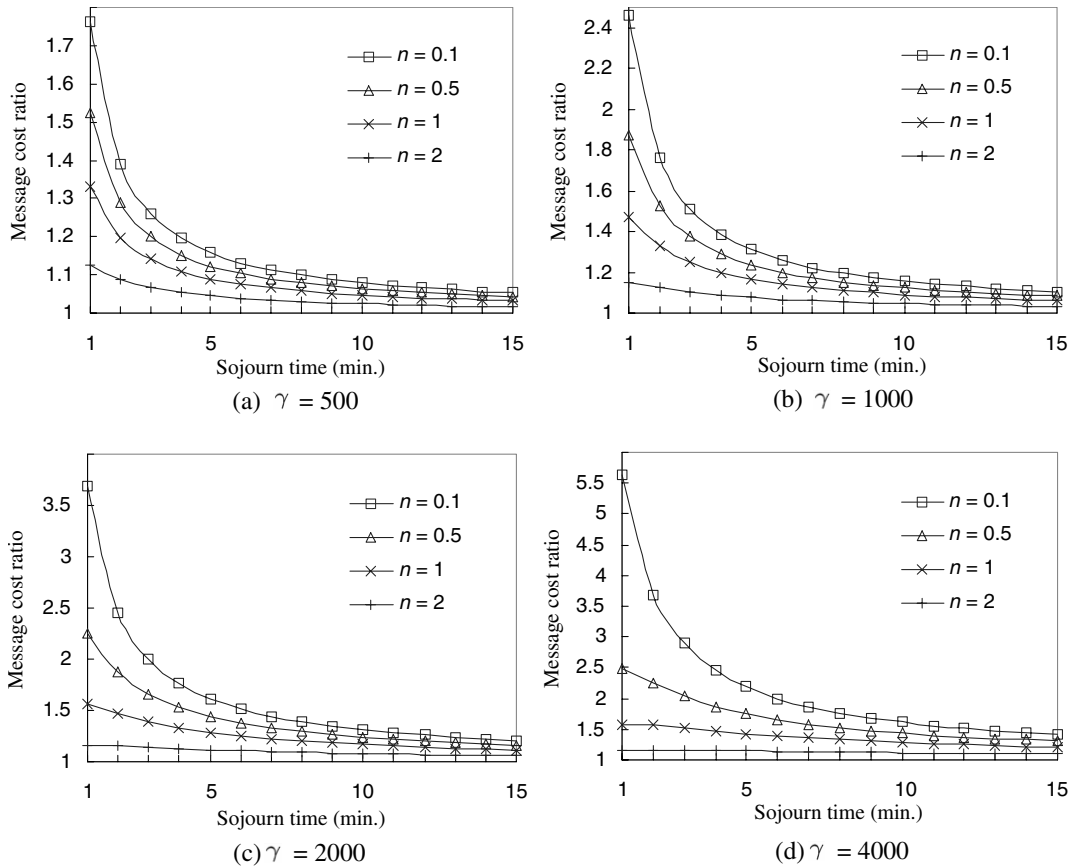 Message cost ratio
1.7
1.6
1.5
1.4
1.3
1.2
1.1
1
n = 0.1
n = 0.5
n = 1
n = 2
1 5 10 15
Sojourn time (min.)
(a) γ = 500
Message cost ratio
2.4
2.2
2
1.8
1.6
1.4
1.2
1
n = 0.1
n = 0.5
n = 1
n = 2
1 5 10 15
Sojourn time (min.)
(b) γ = 1000
Message cost ratio
3.5
3
2.5
2
1.5
1
n = 0.1
n = 0.5
n = 1
n = 2
1 5 10 15
Sojourn time (min.)
(c) γ = 2000
Message cost ratio
5.5
5
4.5
4
3.5
3
2.5
2
1.5
1
n = 0.1
n = 0.5
n = 1
n = 2
1 5 10 15
Sojourn time (min.)
(d) γ = 4000